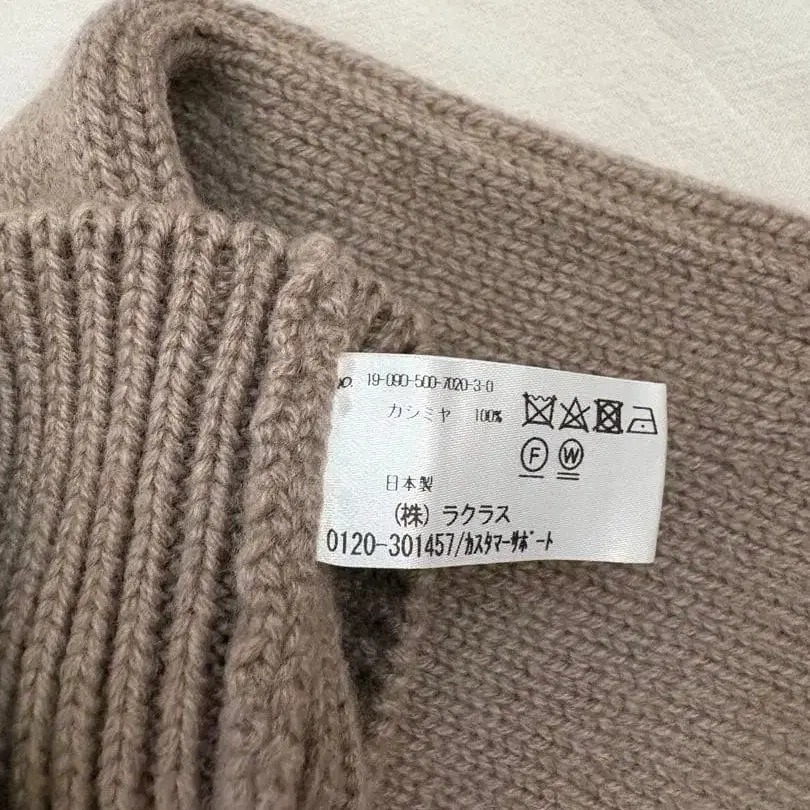 NO. 19-090-500-7020-3-0
カシミヤ 100%
F W
日本製
(株) ラクラス
0120-301457/カスタマーサポート